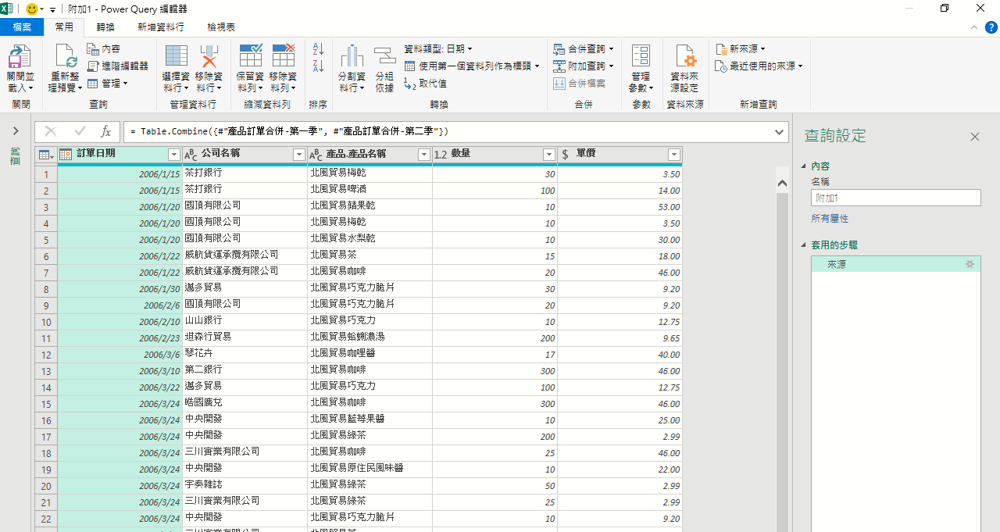 附加1 - Power Query 編輯器
檔案 常用 轉換 新增資料行 檢視表
關閉並載入 關閉
重新整理預覽 內容 進階編輯器 管理 查詢
選擇資料行 移除資料行 管理資料行
保留資料列 移除資料列 縮減資料列
排序
分割資料行 分組依據 資料類型: 日期 使用第一個資料列作為標頭 取代值 轉換
合併查詢 附加查詢 合併檔案 合併
管理參數 參數
資料來源設定 資料來源
新來源 最近使用的來源 新增查詢
= Table.Combine({#"產品訂單合併-第一季", #"產品訂單合併-第二季"})
訂單日期 公司名稱 產品.產品名稱 1.2 數量 $ 單價
1 2006/1/15 茶打銀行 北風貿易梅乾 30 3.50
2 2006/1/15 茶打銀行 北風貿易啤酒 100 14.00
3 2006/1/20 國頂有限公司 北風貿易蘋果乾 10 53.00
4 2006/1/20 國頂有限公司 北風貿易梅乾 10 3.50
5 2006/1/20 國頂有限公司 北風貿易水梨乾 10 30.00
6 2006/1/22 威航貨運承攬有限公司 北風貿易茶 15 18.00
7 2006/1/22 威航貨運承攬有限公司 北風貿易咖啡 20 46.00
8 2006/1/30 邁多貿易 北風貿易巧克力脆片 30 9.20
9 2006/2/6 國頂有限公司 北風貿易巧克力脆片 20 9.20
10 2006/2/10 山山銀行 北風貿易巧克力 10 12.75
11 2006/2/23 坦森行貿易 北風貿易蛤蜊濃湯 200 9.65
12 2006/3/6 琴花卉 北風貿易咖哩醬 17 40.00
13 2006/3/10 第二銀行 北風貿易咖啡 300 46.00
14 2006/3/22 邁多貿易 北風貿易巧克力 100 12.75
15 2006/3/24 皓國廣兌 北風貿易咖啡 300 46.00
16 2006/3/24 中央開發 北風貿易藍莓果醬 10 25.00
17 2006/3/24 中央開發 北風貿易綠茶 200 2.99
18 2006/3/24 三川實業有限公司 北風貿易咖啡 25 46.00
19 2006/3/24 中央開發 北風貿易原住民風味醬 10 22.00
20 2006/3/24 宇奏雜誌 北風貿易綠茶 50 2.99
21 2006/3/24 三川實業有限公司 北風貿易綠茶 25 2.99
22 2006/3/24 中央開發 北風貿易巧克力脆片 10 9.20
查詢設定
內容
名稱
附加1
所有屬性
套用的步驟
來源